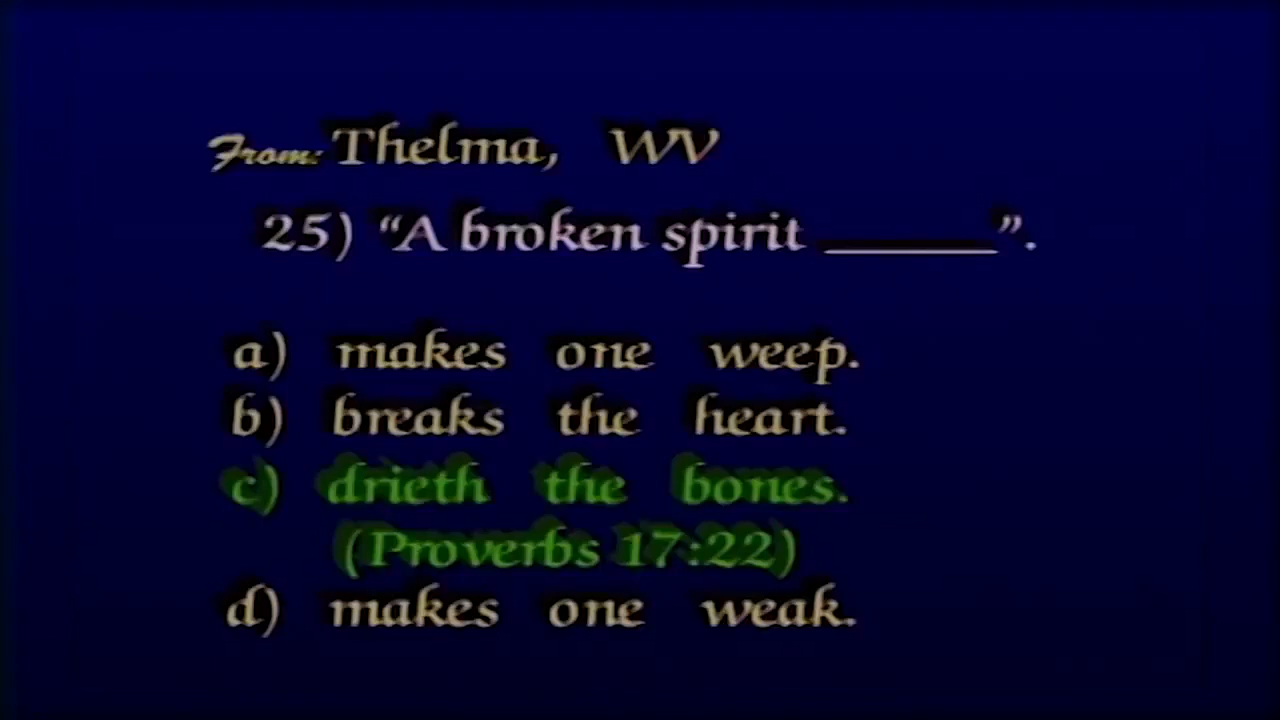 From: Thelma, WV
25) “A broken spirit ______”.
a) makes one weep.
b) breaks the heart.
c) drieth the bones.
(Proverbs 17:22)
d) makes one weak.